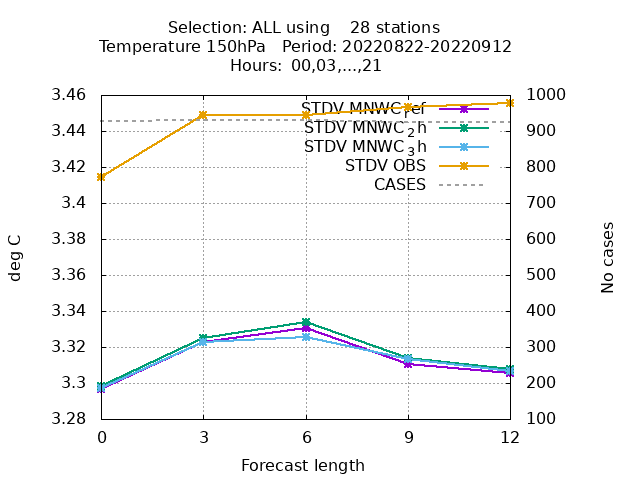 Selection: ALL using    28 stations
Temperature 150hPa   Period: 20220822-20220912
Hours:  00,03,...,21
3.46
3.44
3.42
3.4
3.38
3.36
3.34
3.32
3.3
3.28
deg C
STDV MNWC_ref
STDV MNWC_2h
STDV MNWC_3h
STDV OBS
CASES
1000
900
800
700
600
500
400
300
200
100
No cases
0 3 6 9 12
Forecast length